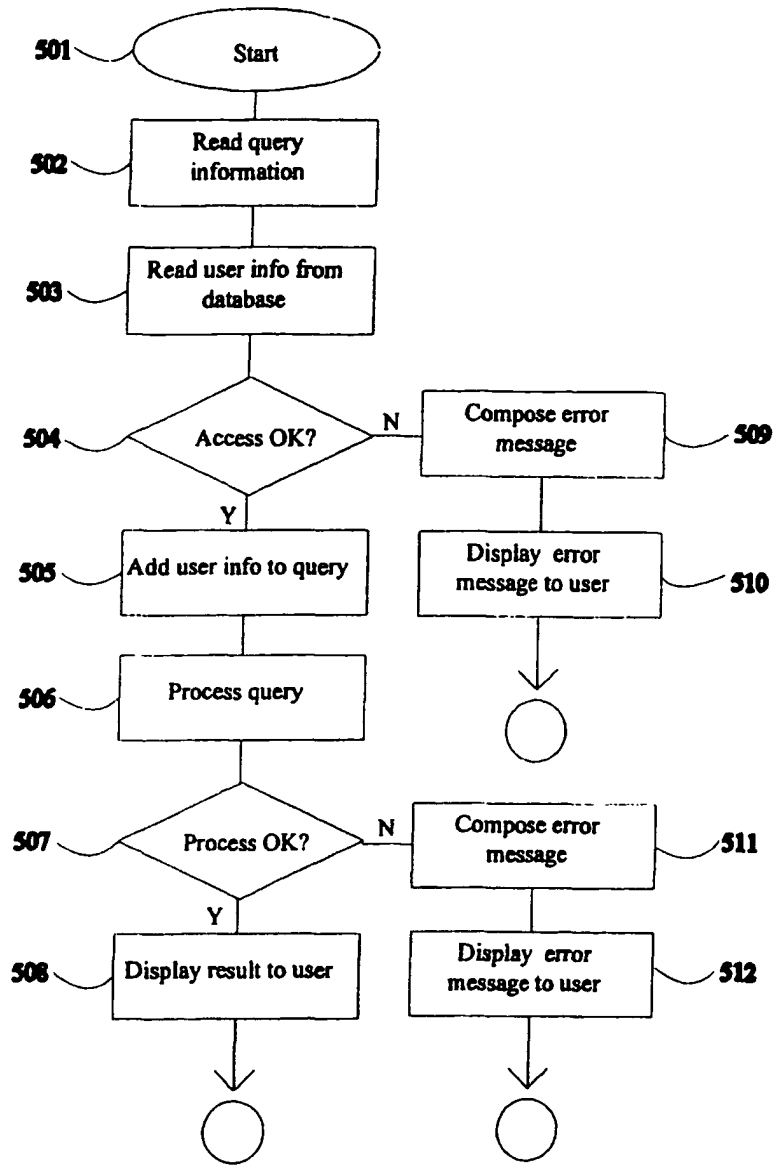 501
Start
502
Read query
information
503
Read user info from
database
504
Access OK?
N
Compose error
message
509
Y
505
Add user info to query
Display error
message to user
510
506
Process query
507
Process OK?
N
Compose error
message
511
Y
508
Display result to user
Display error
message to user
512